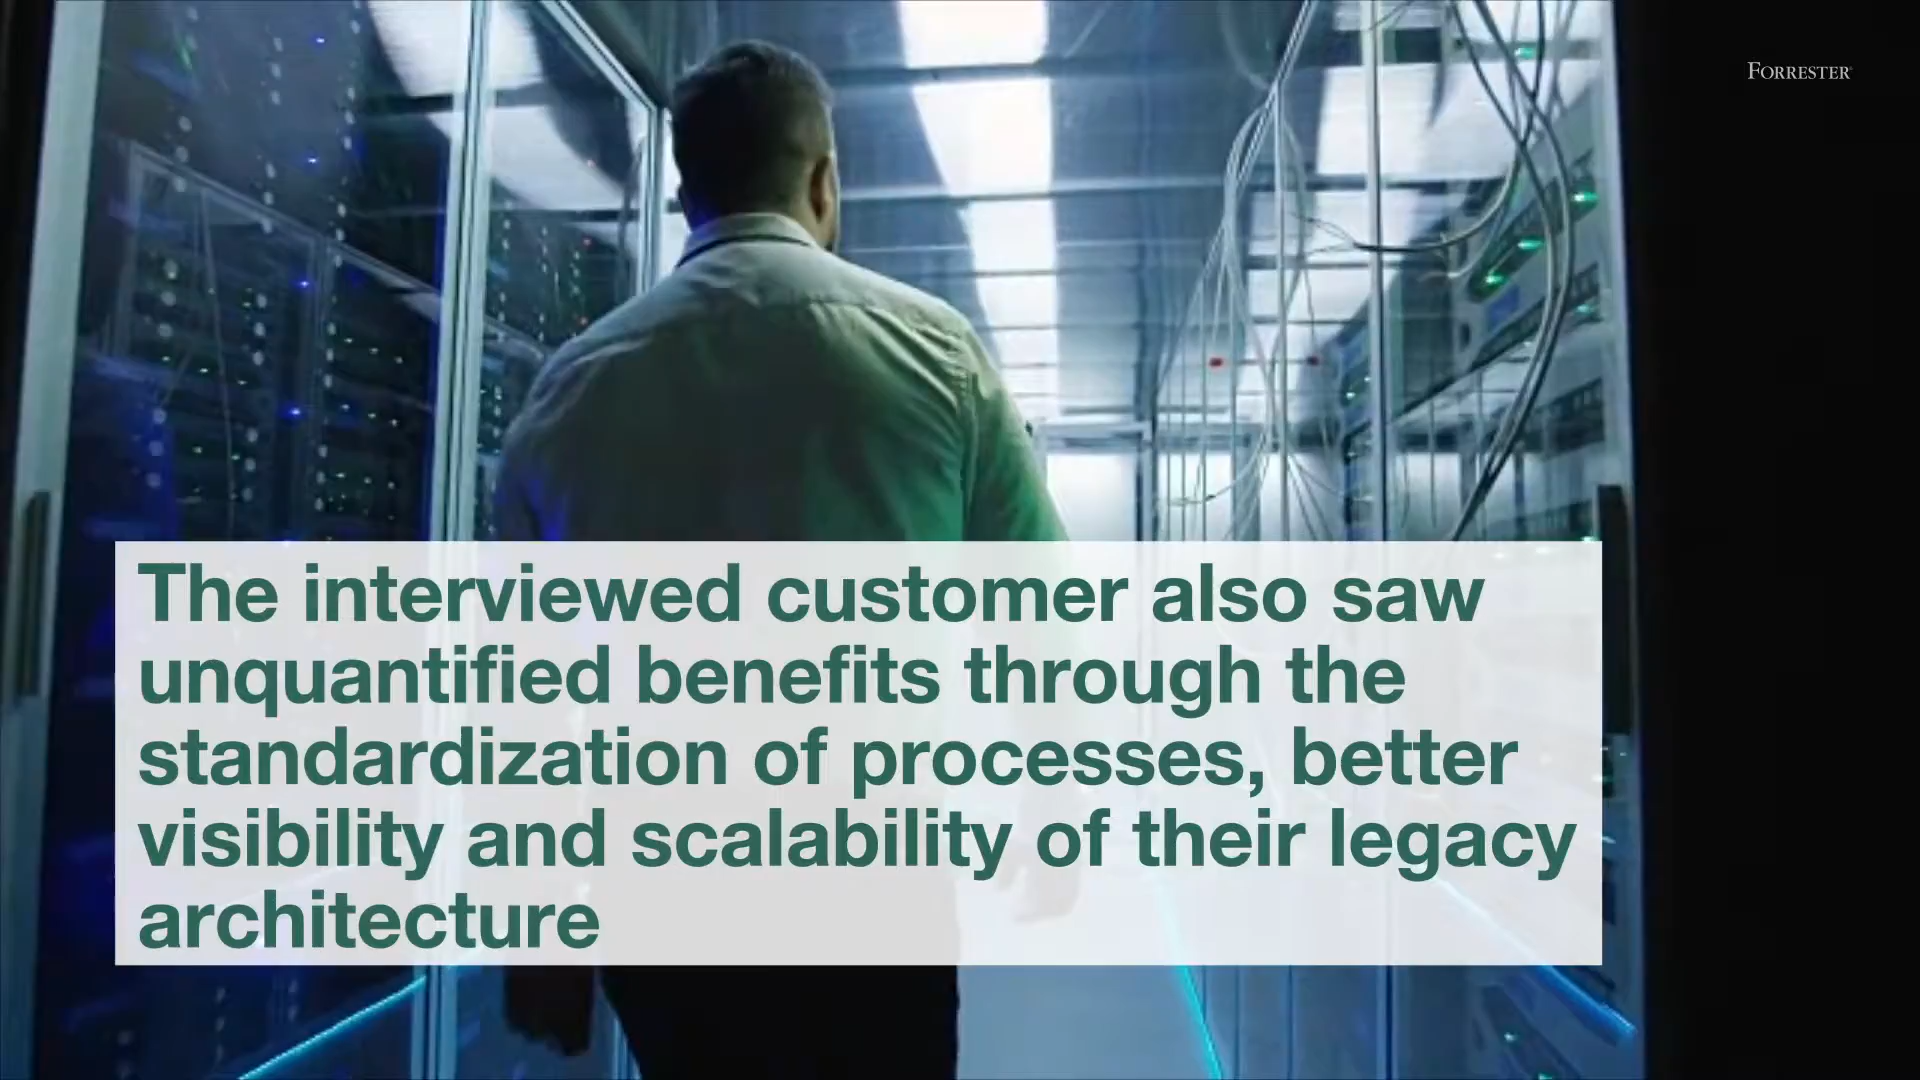 FORRESTER®
The interviewed customer also saw
unquantified benefits through the
standardization of processes, better
visibility and scalability of their legacy
architecture